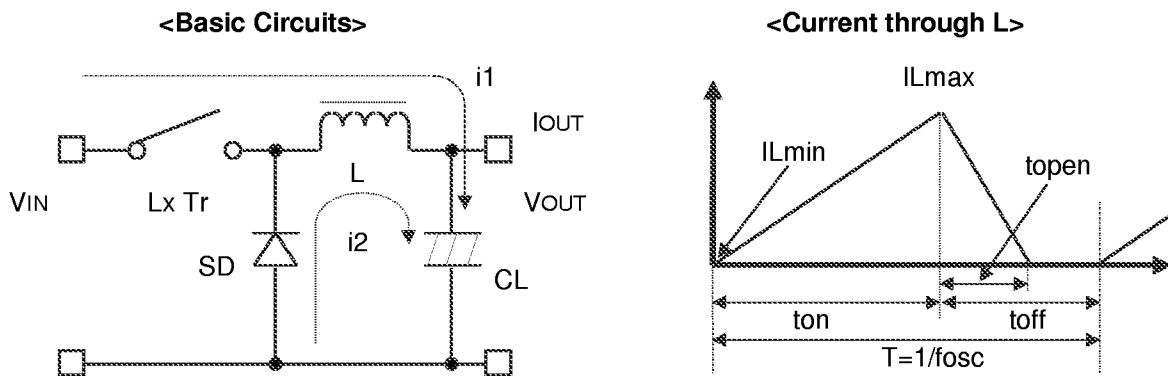 <Basic Circuits>
i1
IOUT
VIN
Lx Tr
L
VOUT
SD
i2
CL
<Current through L>
ILmax
ILmin
topen
ton
toff
T=1/fosc